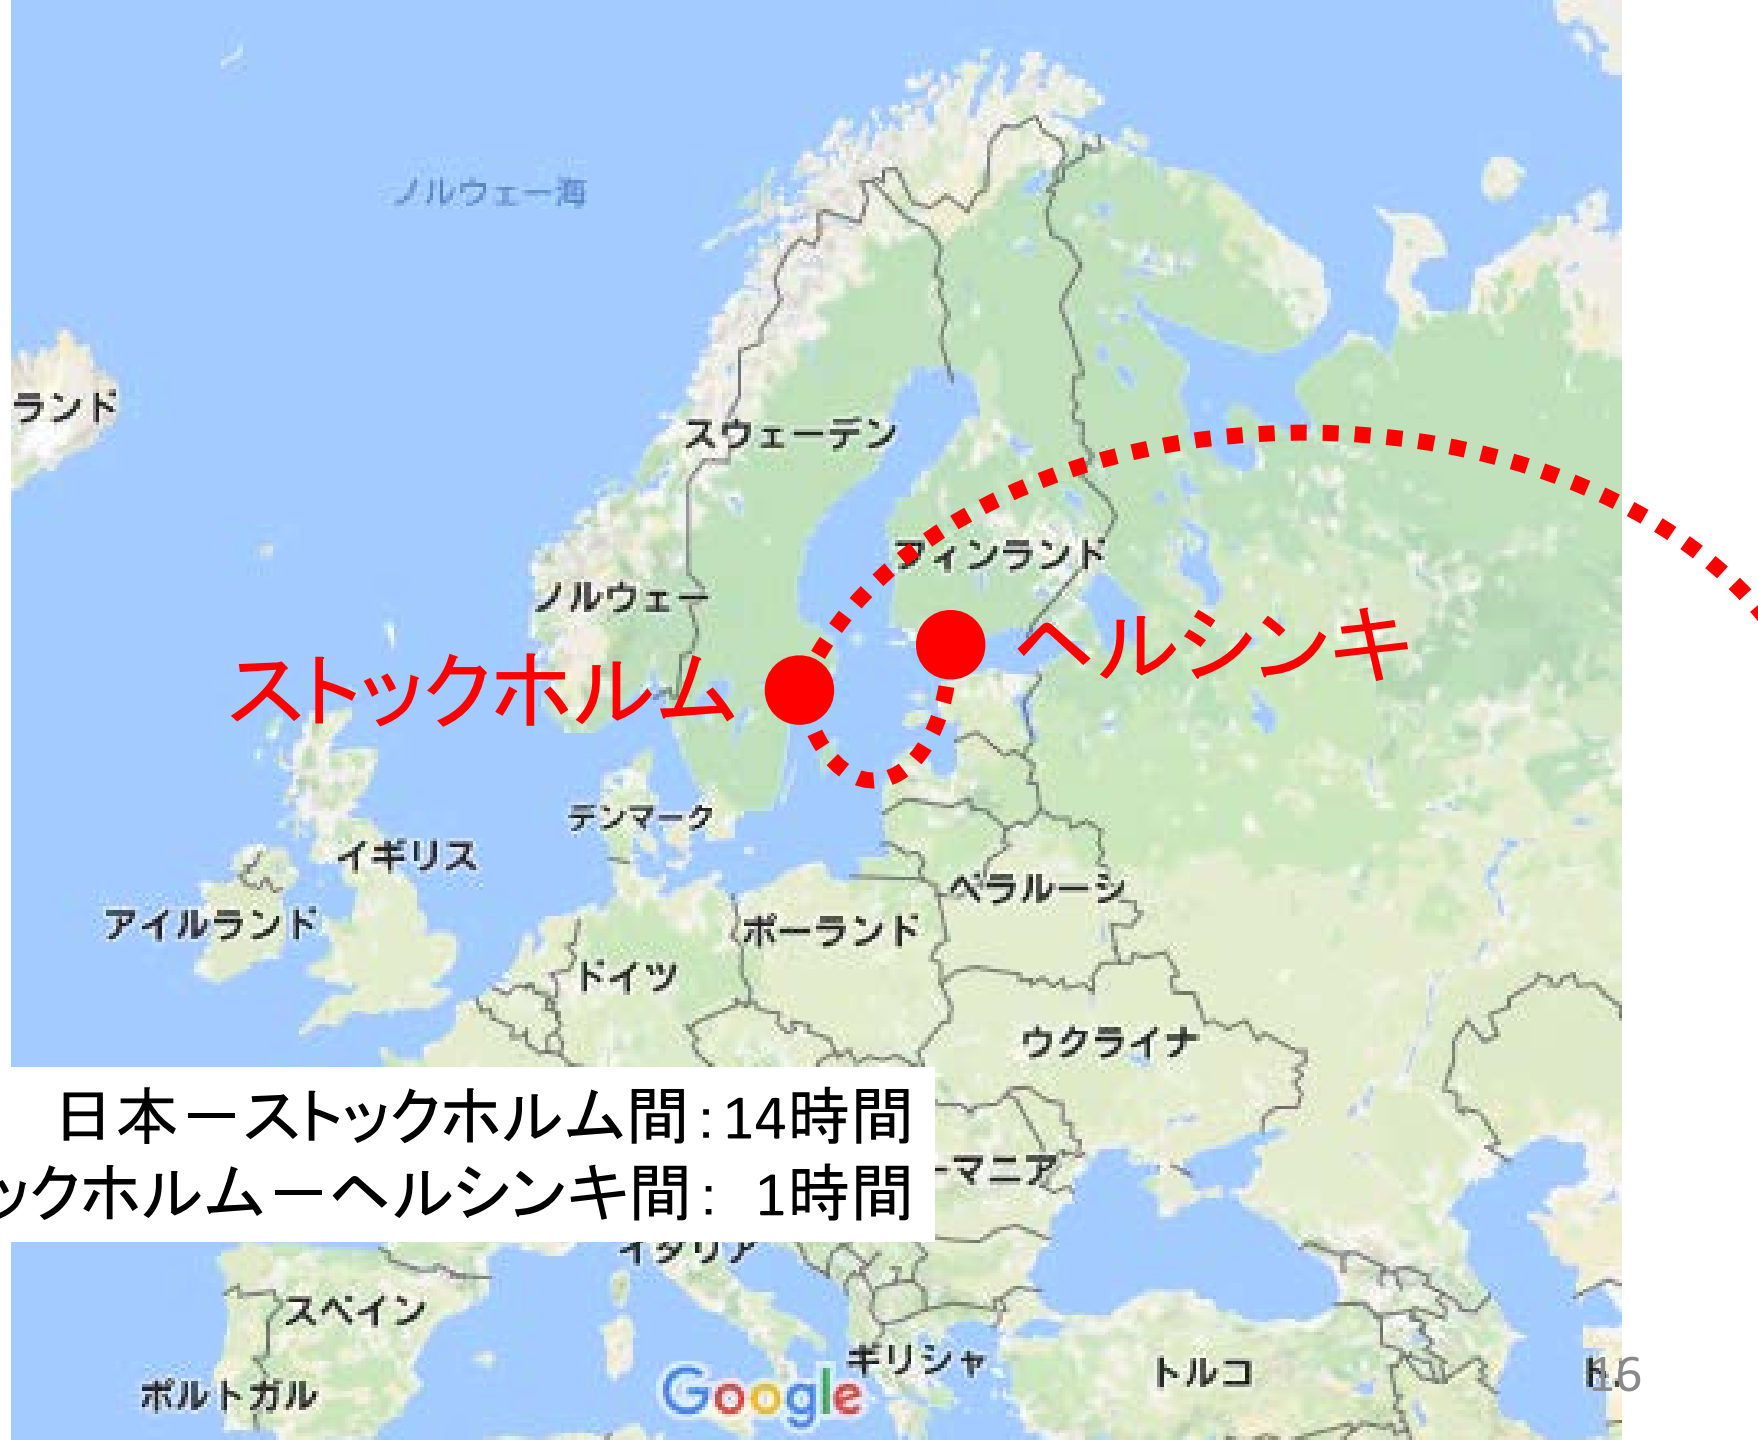 ノルウェー海
ランド
スウェーデン
フィンランド
ノルウェー
ヘルシンキ
ストックホルム
デンマーク
イギリス
ベラルーシ
アイルランド
ポーランド
ドイツ
ウクライナ
日本－ストックホルム間：14時間
ックホルム－ヘルシンキ間： 1時間
ーマニア
イタリア
スペイン
ギリシャ
トルコ
ポルトガル
Google
16